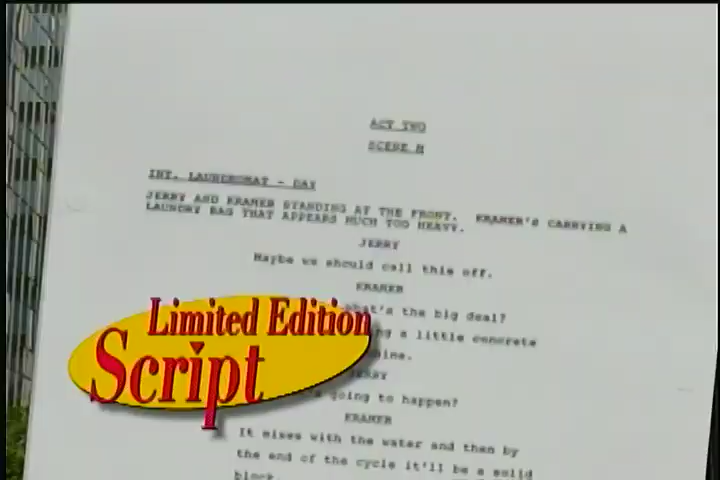 ACT TWO
SCENE M
INT. LAUNDROMAT - DAY
JERRY AND KRAMER STANDING AT THE FRONT. KRAMER'S CARRYING A
LAUNDRY BAG THAT APPEARS MUCH TOO HEAVY.
JERRY
Maybe we should call this off.
KRAMER
what's the big deal?
a little concrete
JERRY
going to happen?
KRAMER
It mixes with the water and then by
the end of the cycle it'll be a solid
block.
Limited Edition
Script